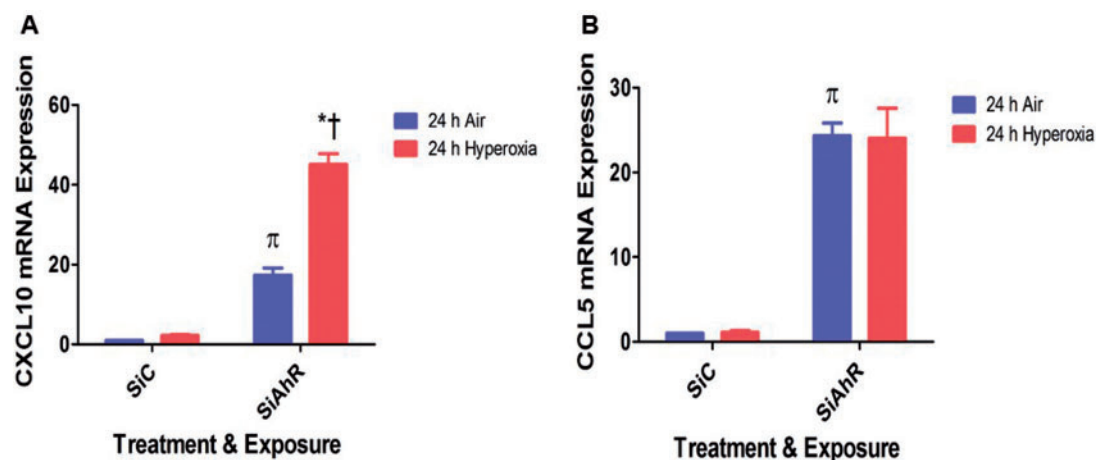 A
CXCL10 mRNA Expression
60
40
20
0
π
*†
24 h Air
24 h Hyperoxia
SiC
SiAhR
Treatment & Exposure
B
CCL5 mRNA Expression
30
20
10
0
π
24 h Air
24 h Hyperoxia
SiC
SiAhR
Treatment & Exposure